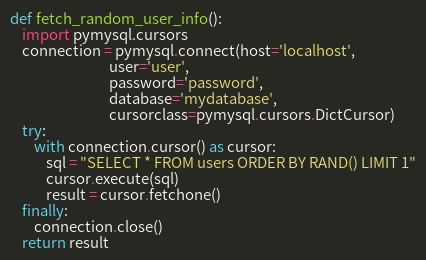 def fetch_random_user_info():
    import pymysql.cursors
    connection = pymysql.connect(host='localhost',
                                 user='user',
                                 password='password',
                                 database='mydatabase',
                                 cursorclass=pymysql.cursors.DictCursor)
    try:
        with connection.cursor() as cursor:
            sql = "SELECT * FROM users ORDER BY RAND() LIMIT 1"
            cursor.execute(sql)
            result = cursor.fetchone()
    finally:
        connection.close()
    return result